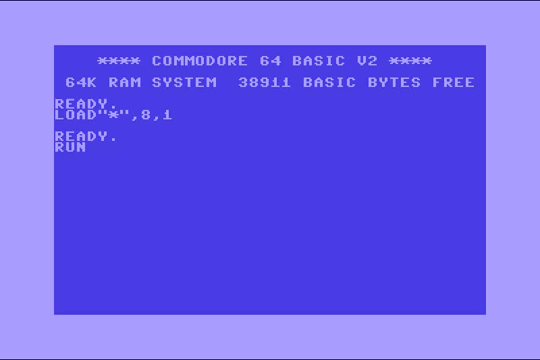 **** COMMODORE 64 BASIC V2 ****
64K RAM SYSTEM  38911 BASIC BYTES FREE
READY.
LOAD"*",8,1
READY.
RUN